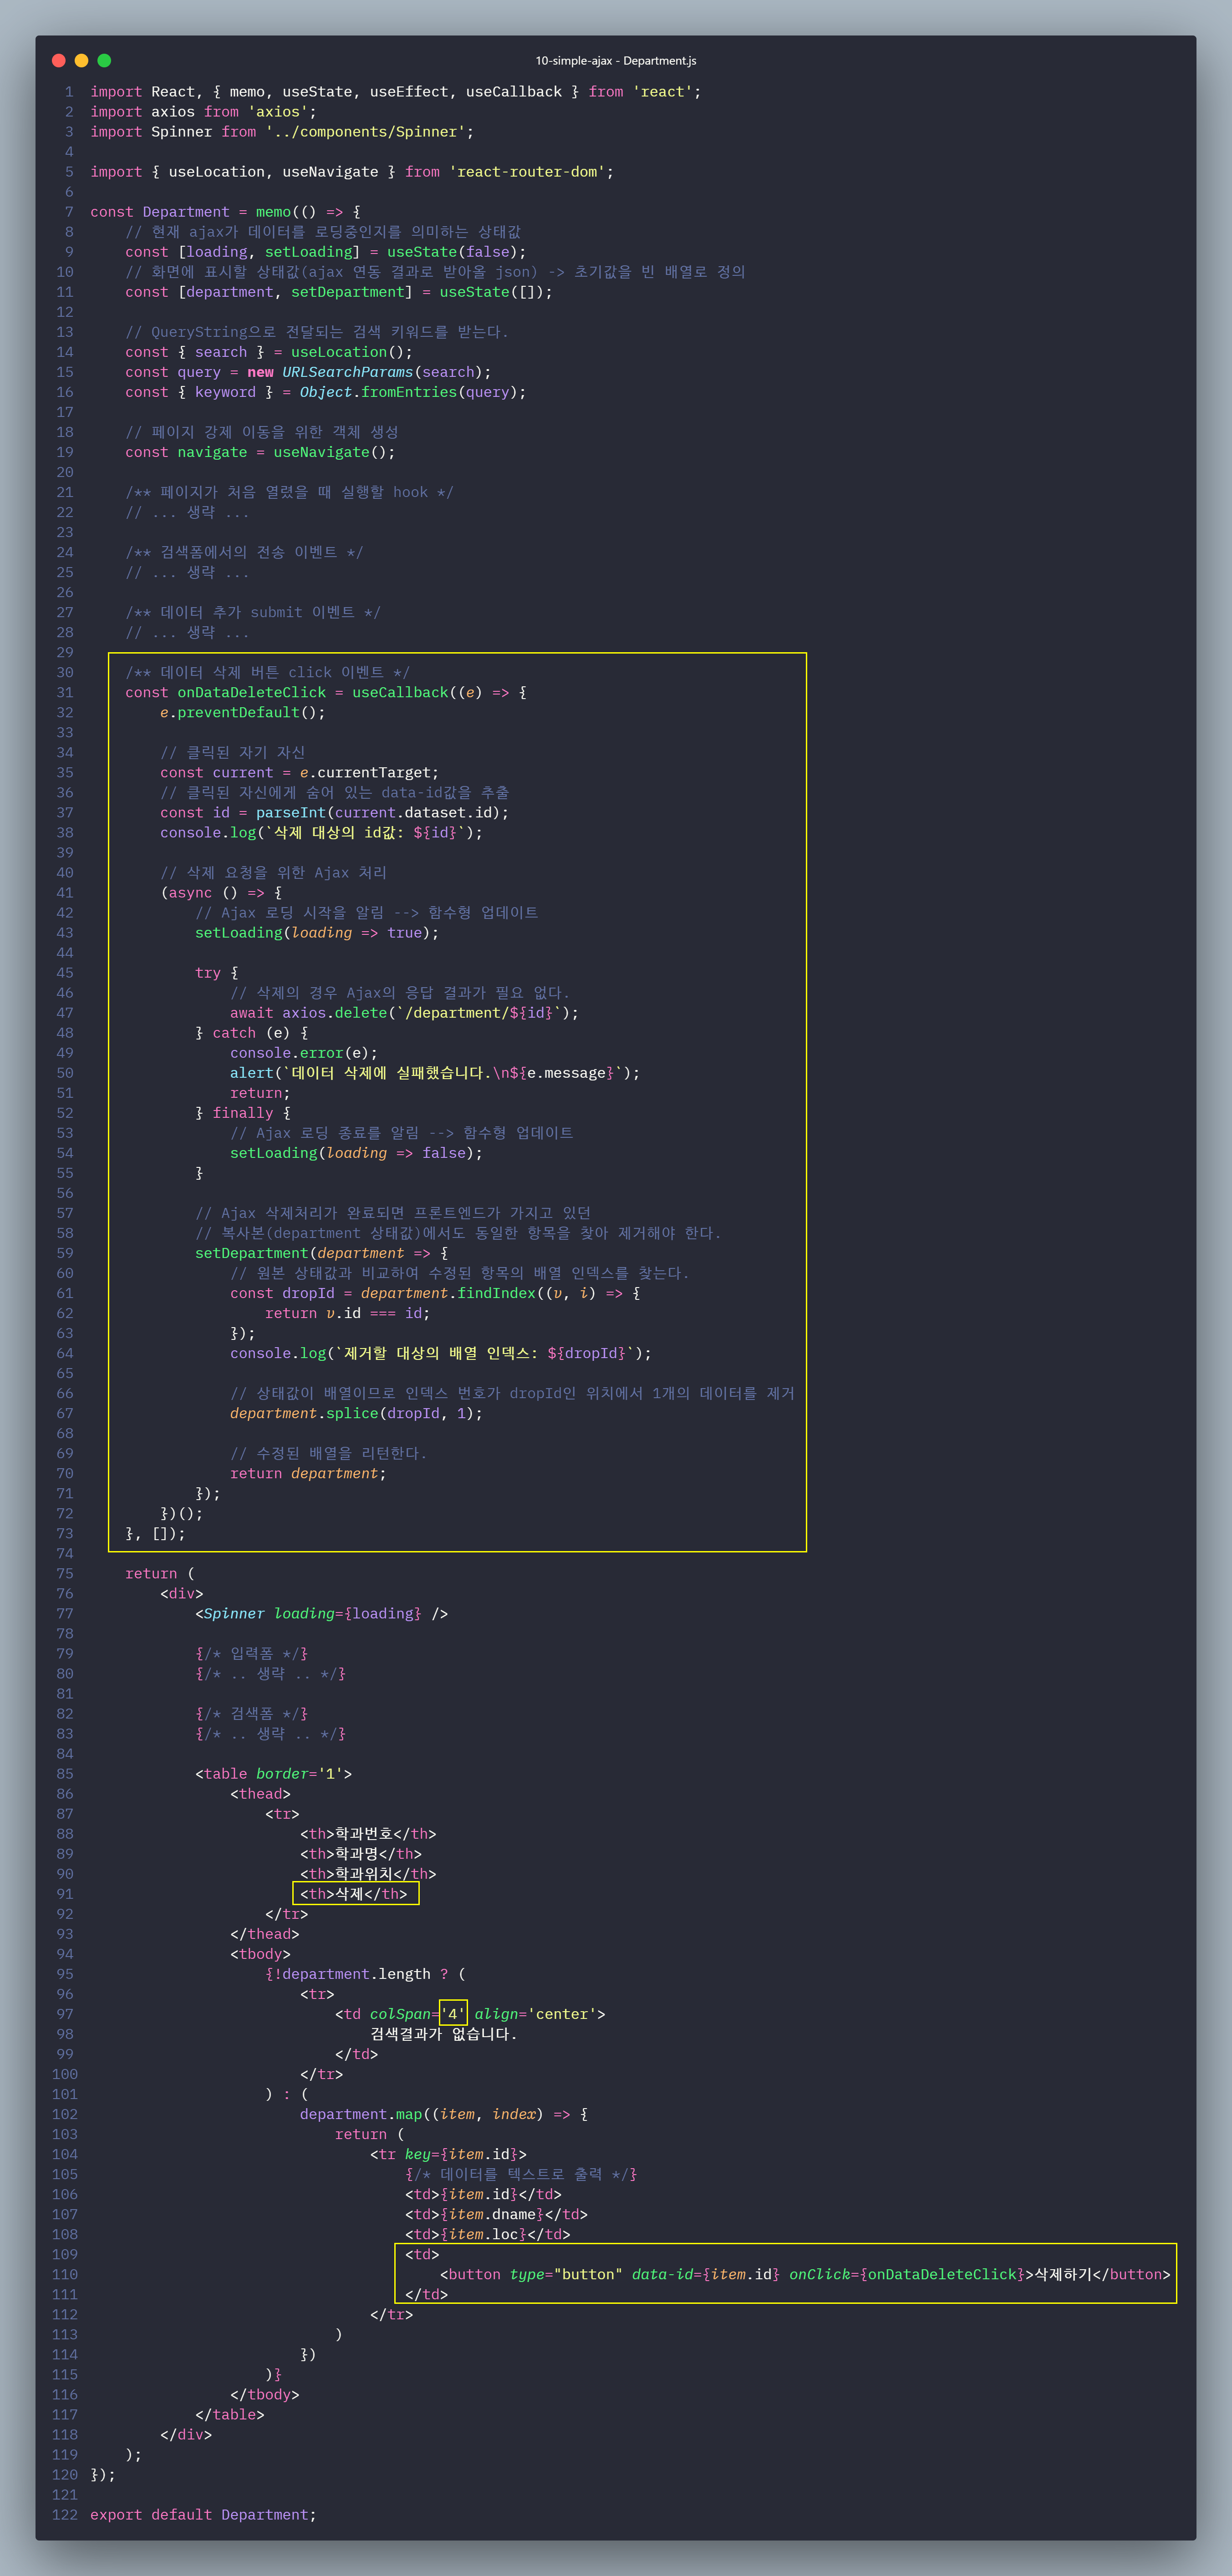 10-simple-ajax - Department.js
1 import React, { memo, useState, useEffect, useCallback } from 'react';
2 import axios from 'axios';
3 import Spinner from '../components/Spinner';
4
5 import { useLocation, useNavigate } from 'react-router-dom';
6
7 const Department = memo(() => {
8     // 현재 ajax가 데이터를 로딩중인지를 의미하는 상태값
9     const [loading, setLoading] = useState(false);
10     // 화면에 표시할 상태값(ajax 연동 결과로 받아올 json) -> 초기값을 빈 배열로 정의
11     const [department, setDepartment] = useState([]);
12
13     // QueryString으로 전달되는 검색 키워드를 받는다.
14     const { search } = useLocation();
15     const query = new URLSearchParams(search);
16     const { keyword } = Object.fromEntries(query);
17
18     // 페이지 강제 이동을 위한 객체 생성
19     const navigate = useNavigate();
20
21     /** 페이지가 처음 열렸을 때 실행할 hook */
22     // ... 생략 ...
23
24     /** 검색폼에서의 전송 이벤트 */
25     // ... 생략 ...
26
27     /** 데이터 추가 submit 이벤트 */
28     // ... 생략 ...
29
30     /** 데이터 삭제 버튼 click 이벤트 */
31     const onDataDeleteClick = useCallback((e) => {
32         e.preventDefault();
33
34         // 클릭된 자기 자신
35         const current = e.currentTarget;
36         // 클릭된 자신에게 숨어 있는 data-id값을 추출
37         const id = parseInt(current.dataset.id);
38         console.log(`삭제 대상의 id값: ${id}`);
39
40         // 삭제 요청을 위한 Ajax 처리
41         (async () => {
42             // Ajax 로딩 시작을 알림 --> 함수형 업데이트
43             setLoading(loading => true);
44
45             try {
46                 // 삭제의 경우 Ajax의 응답 결과가 필요 없다.
47                 await axios.delete(`/department/${id}`);
48             } catch (e) {
49                 console.error(e);
50                 alert(`데이터 삭제에 실패했습니다.\n${e.message}`);
51                 return;
52             } finally {
53                 // Ajax 로딩 종료를 알림 --> 함수형 업데이트
54                 setLoading(loading => false);
55             }
56
57             // Ajax 삭제처리가 완료되면 프론트엔드가 가지고 있던
58             // 복사본(department 상태값)에서도 동일한 항목을 찾아 제거해야 한다.
59             setDepartment(department => {
60                 // 원본 상태값과 비교하여 수정된 항목의 배열 인덱스를 찾는다.
61                 const dropId = department.findIndex((v, i) => {
62                     return v.id === id;
63                 });
64                 console.log(`제거할 대상의 배열 인덱스: ${dropId}`);
65
66                 // 상태값이 배열이므로 인덱스 번호가 dropId인 위치에서 1개의 데이터를 제거
67                 department.splice(dropId, 1);
68
69                 // 수정된 배열을 리턴한다.
70                 return department;
71             });
72         })();
73     }, []);
74
75     return (
76         <div>
77             <Spinner loading={loading} />
78
79             {/* 입력폼 */}
80             {/* .. 생략 .. */}
81
82             {/* 검색폼 */}
83             {/* .. 생략 .. */}
84
85             <table border='1'>
86                 <thead>
87                     <tr>
88                         <th>학과번호</th>
89                         <th>학과명</th>
90                         <th>학과위치</th>
91                         <th>삭제</th>
92                     </tr>
93                 </thead>
94                 <tbody>
95                     {!department.length ? (
96                         <tr>
97                             <td colSpan='4' align='center'>
98                                 검색결과가 없습니다.
99                             </td>
100                         </tr>
101                     ) : (
102                         department.map((item, index) => {
103                             return (
104                                 <tr key={item.id}>
105                                     {/* 데이터를 텍스트로 출력 */}
106                                     <td>{item.id}</td>
107                                     <td>{item.dname}</td>
108                                     <td>{item.loc}</td>
109                                     <td>
110                                         <button type="button" data-id={item.id} onClick={onDataDeleteClick}>삭제하기</button>
111                                     </td>
112                                 </tr>
113                             )
114                         })
115                     )}
116                 </tbody>
117             </table>
118         </div>
119     );
120 });
121
122 export default Department;